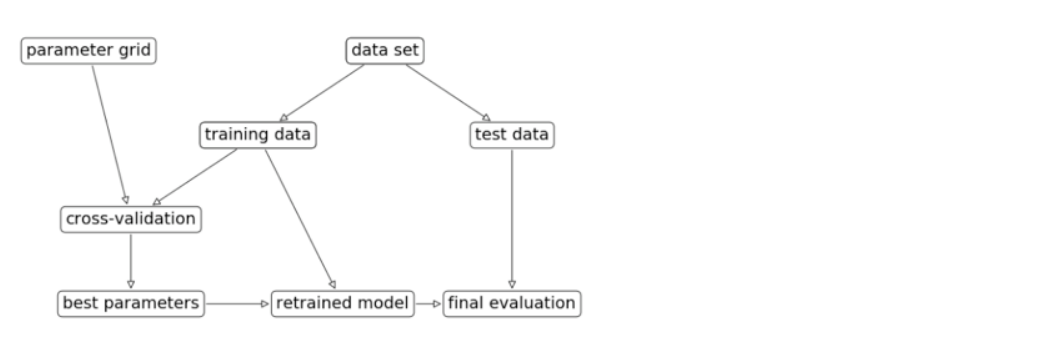 parameter grid
data set
training data
test data
cross-validation
best parameters
retrained model
final evaluation